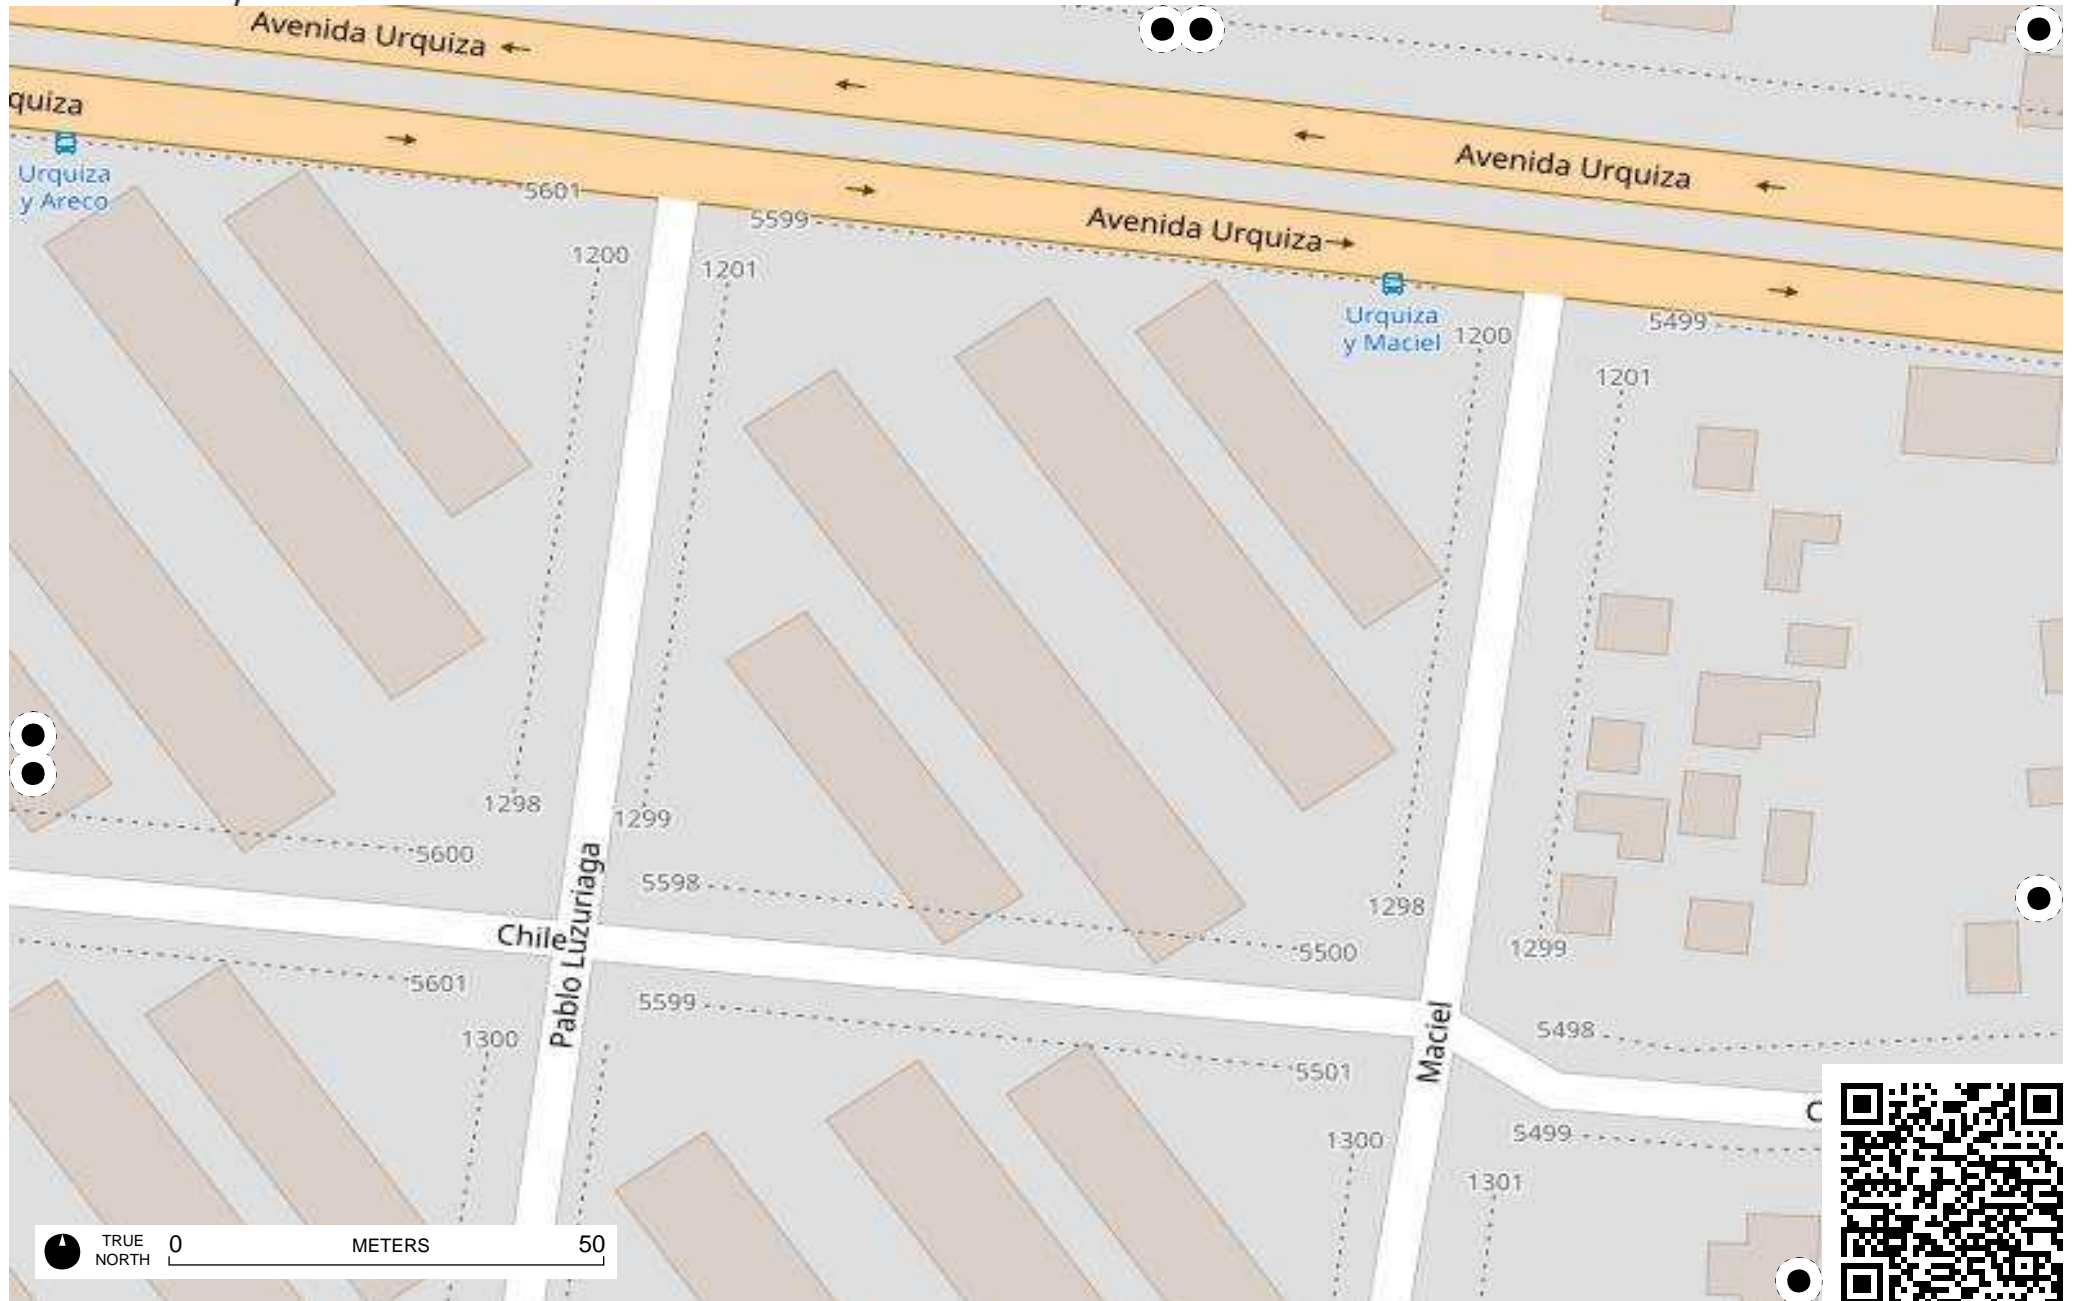 Avenida Urquiza
quiza
Avenida Urquiza
Urquiza
y Areco
5601
5599
Avenida Urquiza
1200
1201
Urquiza
y Maciel
1200
5499
1201
1298
1299
5600
5598
1298
Chile
5500
1299
5601
5599
Pablo Luzuriaga
1300
5498
Maciel
5501
C
5499
1300
1301
TRUE
NORTH
0
METERS
50